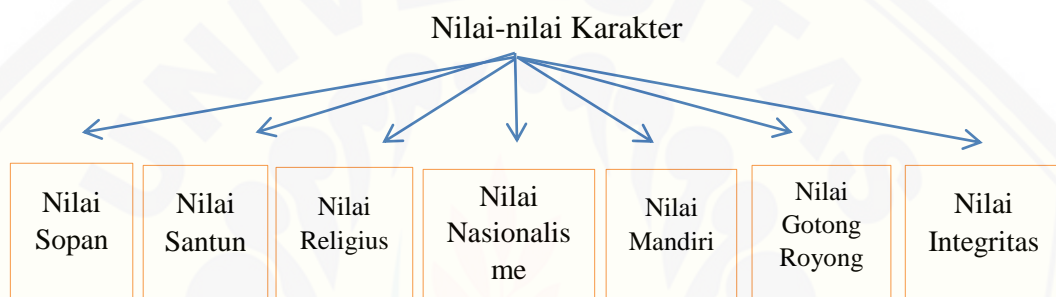 UNIVERSITAS
Nilai-nilai Karakter
Nilai
Sopan
Nilai
Santun
Nilai
Religius
Nilai
Nasionalis
me
Nilai
Mandiri
Nilai
Gotong
Royong
Nilai
Integritas